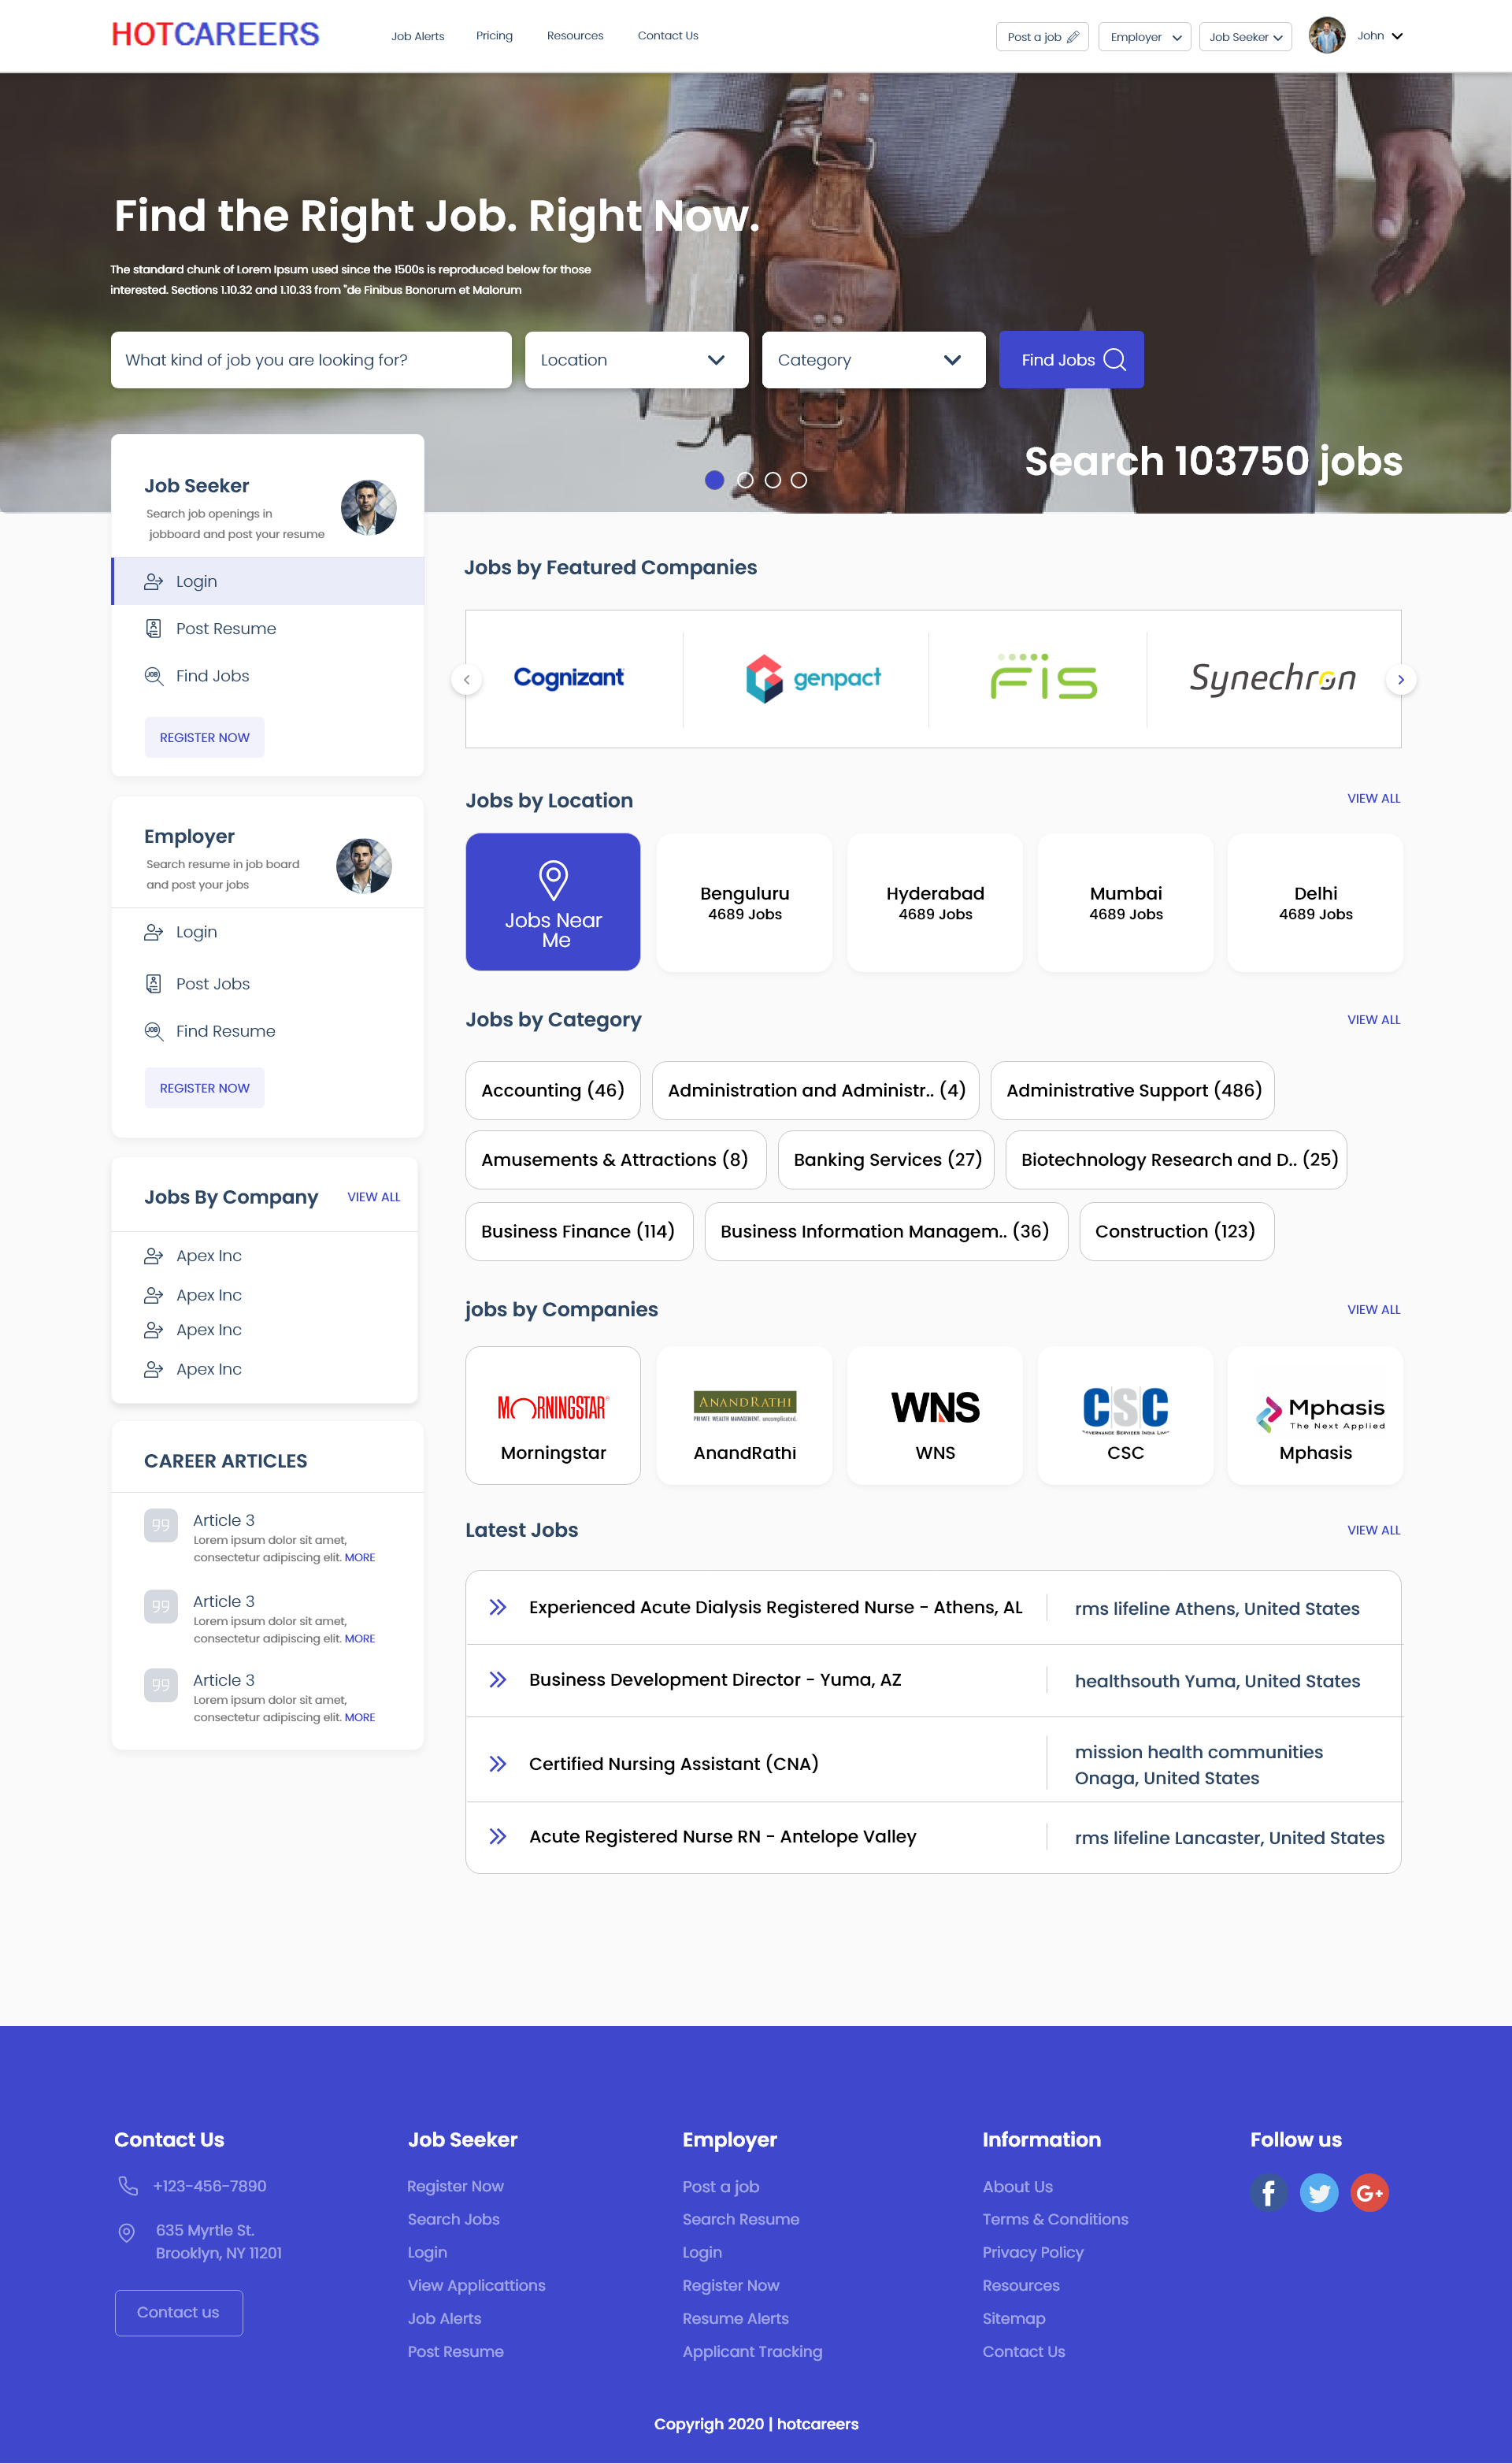 HOTCAREERS
Job Alerts
Pricing
Resources
Contact Us
Post a job
Employer
Job Seeker
John
Find the Right Job. Right Now.
The standard chunk of Lorem Ipsum used since the 1500s is reproduced below for those
interested. Sections 1.10.32 and 1.10.33 from "de Finibus Bonorum et Malorum
What kind of job you are looking for?
Location
Category
Find Jobs
Search 103750 jobs
Job Seeker
Search job openings in
jobboard and post your resume
Login
Post Resume
Find Jobs
REGISTER NOW
Employer
Search resume in job board
and post your jobs
Login
Post Jobs
Find Resume
REGISTER NOW
Jobs By Company
VIEW ALL
Apex Inc
Apex Inc
Apex Inc
Apex Inc
CAREER ARTICLES
Article 3
Lorem ipsum dolor sit amet,
consectetur adipiscing elit. MORE
Article 3
Lorem ipsum dolor sit amet,
consectetur adipiscing elit. MORE
Article 3
Lorem ipsum dolor sit amet,
consectetur adipiscing elit. MORE
Jobs by Featured Companies
Cognizant
genpact
FIS
Synechron
Jobs by Location
VIEW ALL
Jobs Near
Me
Benguluru
4689 Jobs
Hyderabad
4689 Jobs
Mumbai
4689 Jobs
Delhi
4689 Jobs
Jobs by Category
VIEW ALL
Accounting (46)
Administration and Administr.. (4)
Administrative Support (486)
Amusements & Attractions (8)
Banking Services (27)
Biotechnology Research and D.. (25)
Business Finance (114)
Business Information Managem.. (36)
Construction (123)
jobs by Companies
VIEW ALL
MORNINGSTAR
Morningstar
ANANDRATHI
PRIVATE WEALTH MANAGEMENT. uncomplicated.
AnandRathi
WNS
WNS
CSC
CSC
Mphasis
The Next Applied
Mphasis
Latest Jobs
VIEW ALL
Experienced Acute Dialysis Registered Nurse - Athens, AL
rms lifeline Athens, United States
Business Development Director - Yuma, AZ
healthsouth Yuma, United States
Certified Nursing Assistant (CNA)
mission health communities
Onaga, United States
Acute Registered Nurse RN - Antelope Valley
rms lifeline Lancaster, United States
Contact Us
+123-456-7890
635 Myrtle St.
Brooklyn, NY 11201
Contact us
Job Seeker
Register Now
Search Jobs
Login
View Applicattions
Job Alerts
Post Resume
Employer
Post a job
Search Resume
Login
Register Now
Resume Alerts
Applicant Tracking
Information
About Us
Terms & Conditions
Privacy Policy
Resources
Sitemap
Contact Us
Follow us
Copyrigh 2020 | hotcareers